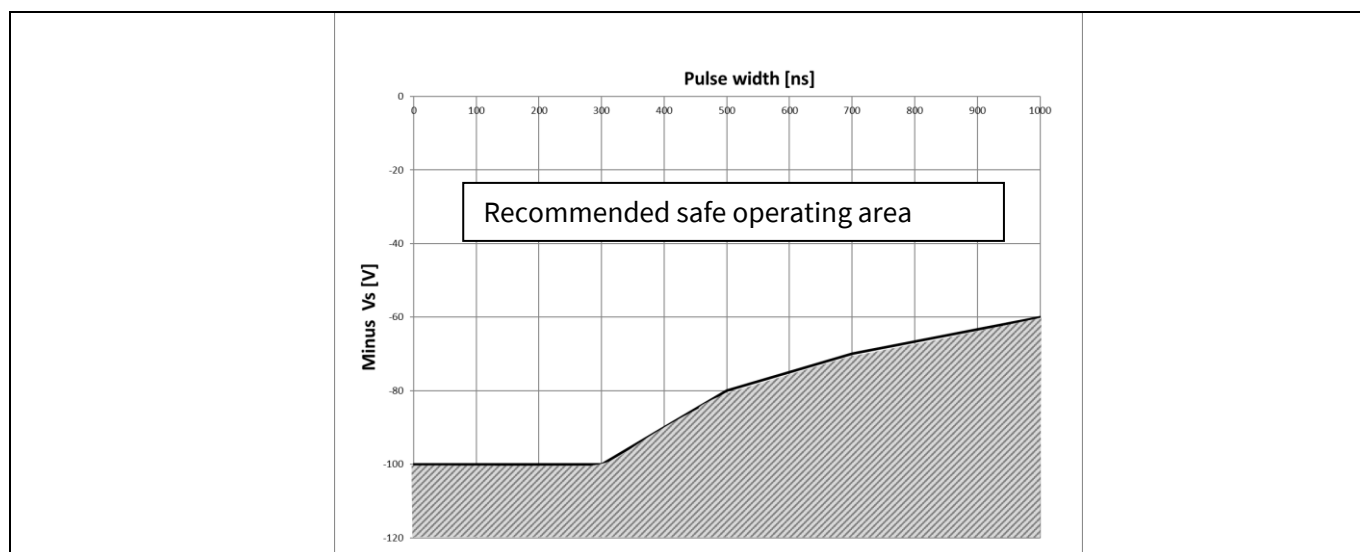 Pulse width [ns]
0
0 100 200 300 400 500 600 700 800 900 1000
-20
Recommended safe operating area
-40
Minus Vs [V]
-60
-80
-100
-120